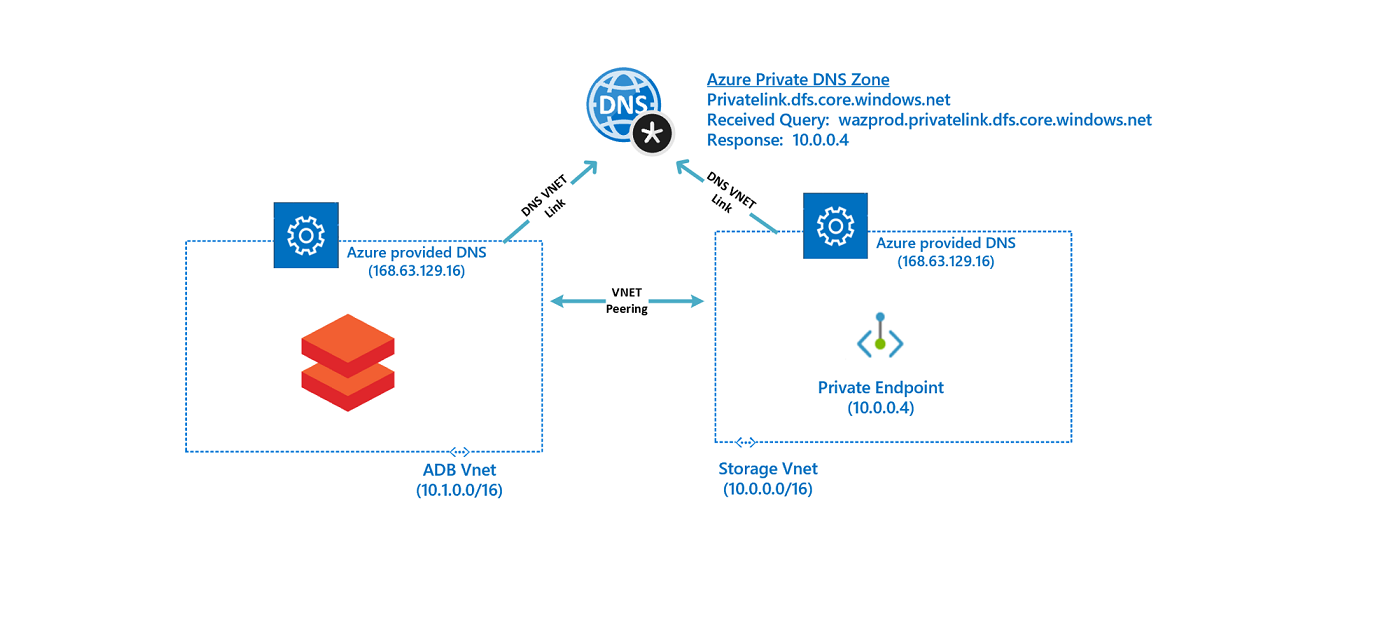 DNS
Azure Private DNS Zone
Privatelink.dfs.core.windows.net
Received Query: wazprod.privatelink.dfs.core.windows.net
Response: 10.0.0.4
DNS VNET
Link
DNS VNET
Link
Azure provided DNS
(168.63.129.16)
Azure provided DNS
(168.63.129.16)
VNET
Peering
Private Endpoint
(10.0.0.4)
ADB Vnet
(10.1.0.0/16)
Storage Vnet
(10.0.0.0/16)